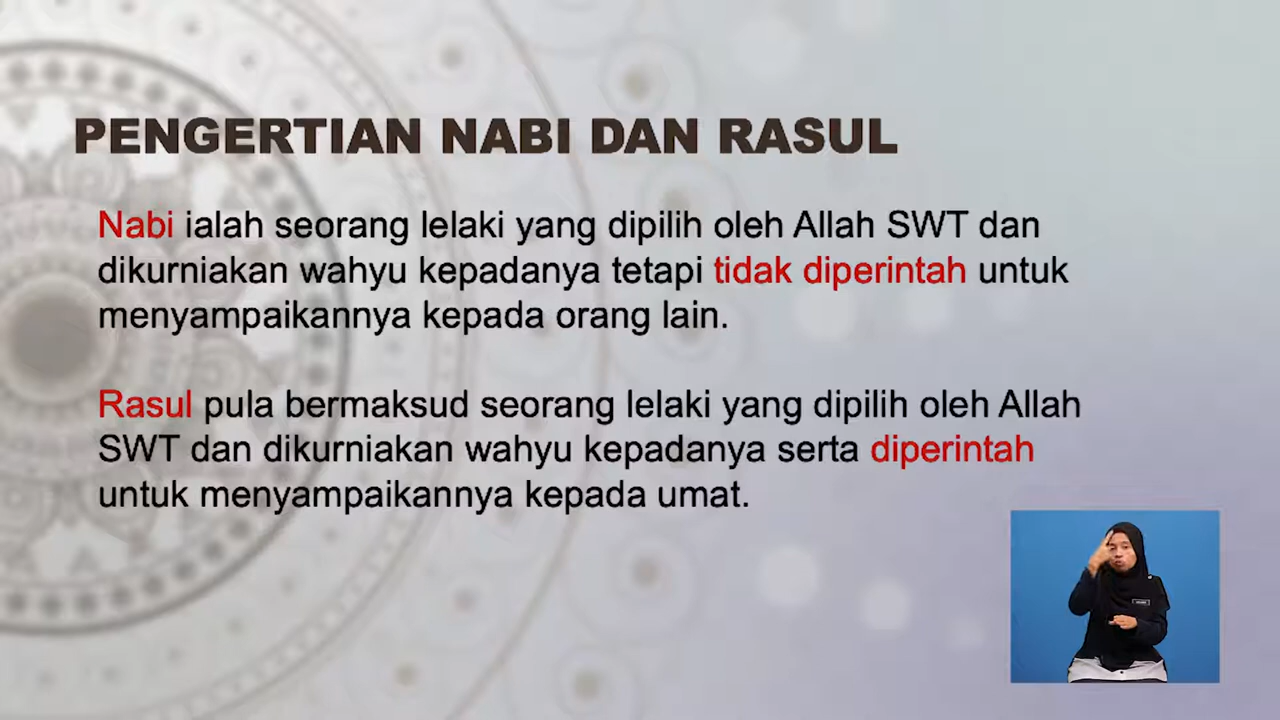 PENGERTIAN NABI DAN RASUL
Nabi ialah seorang lelaki yang dipilih oleh Allah SWT dan
dikurniakan wahyu kepadanya tetapi tidak diperintah untuk
menyampaikannya kepada orang lain.
Rasul pula bermaksud seorang lelaki yang dipilih oleh Allah
SWT dan dikurniakan wahyu kepadanya serta diperintah
untuk menyampaikannya kepada umat.